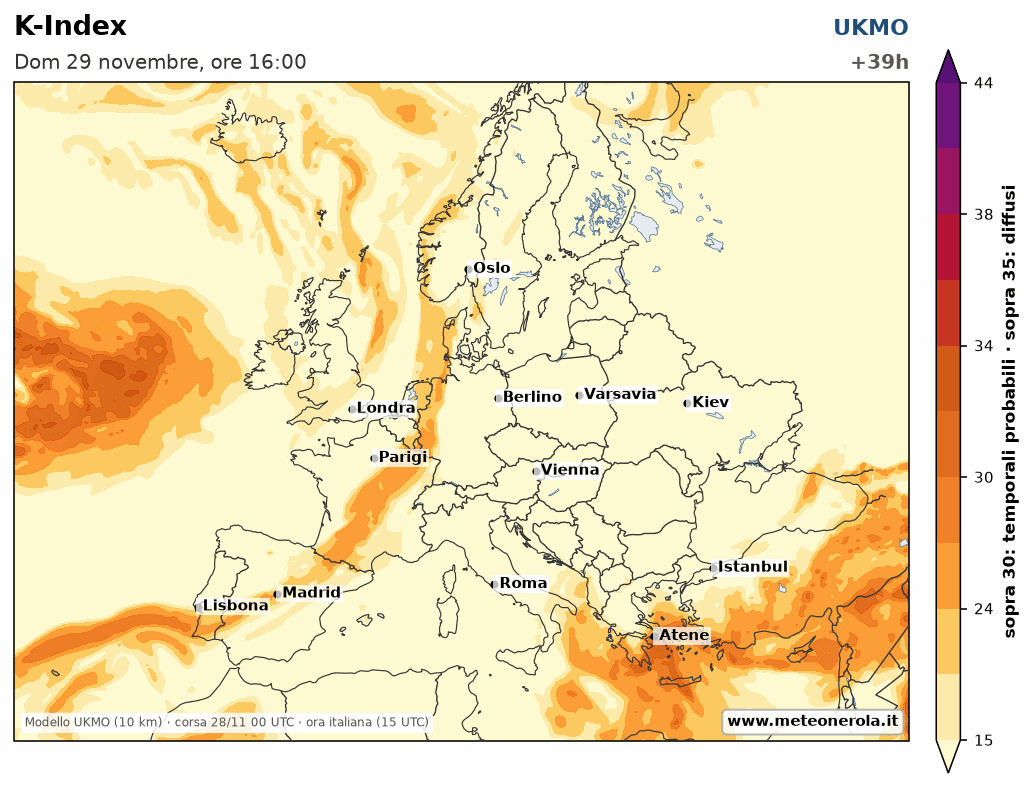 K-Index
UKMO
Dom 29 novembre, ore 16:00
+39h
44
38
34
30
24
15
sopra 30: temporali probabili · sopra 35: diffusi
Oslo
Berlino
Varsavia
Kiev
Londra
Parigi
Vienna
Istanbul
Roma
Madrid
Lisbona
Atene
Modello UKMO (10 km) · corsa 28/11 00 UTC · ora italiana (15 UTC)
www.meteonerola.it